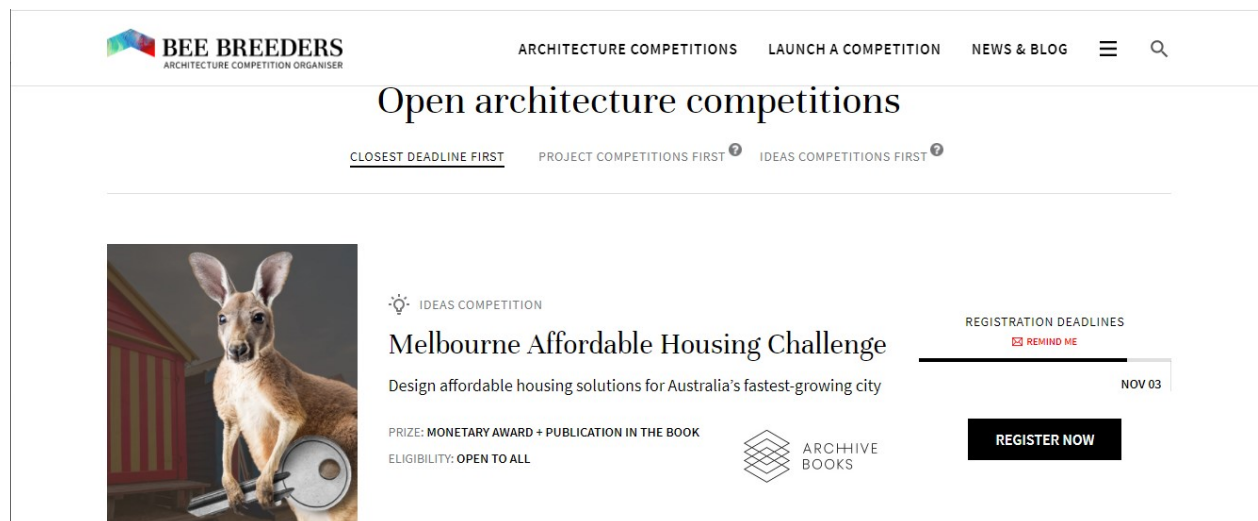 BEE BREEDERS
ARCHITECTURE COMPETITION ORGANISER
ARCHITECTURE COMPETITIONS LAUNCH A COMPETITION NEWS & BLOG
Open architecture competitions
CLOSEST DEADLINE FIRST PROJECT COMPETITIONS FIRST ? IDEAS COMPETITIONS FIRST ?
IDEAS COMPETITION
Melbourne Affordable Housing Challenge
Design affordable housing solutions for Australia's fastest-growing city
PRIZE: MONETARY AWARD + PUBLICATION IN THE BOOK
ELIGIBILITY: OPEN TO ALL
ARCHHIVE
BOOKS
REGISTRATION DEADLINES
REMIND ME
NOV 03
REGISTER NOW